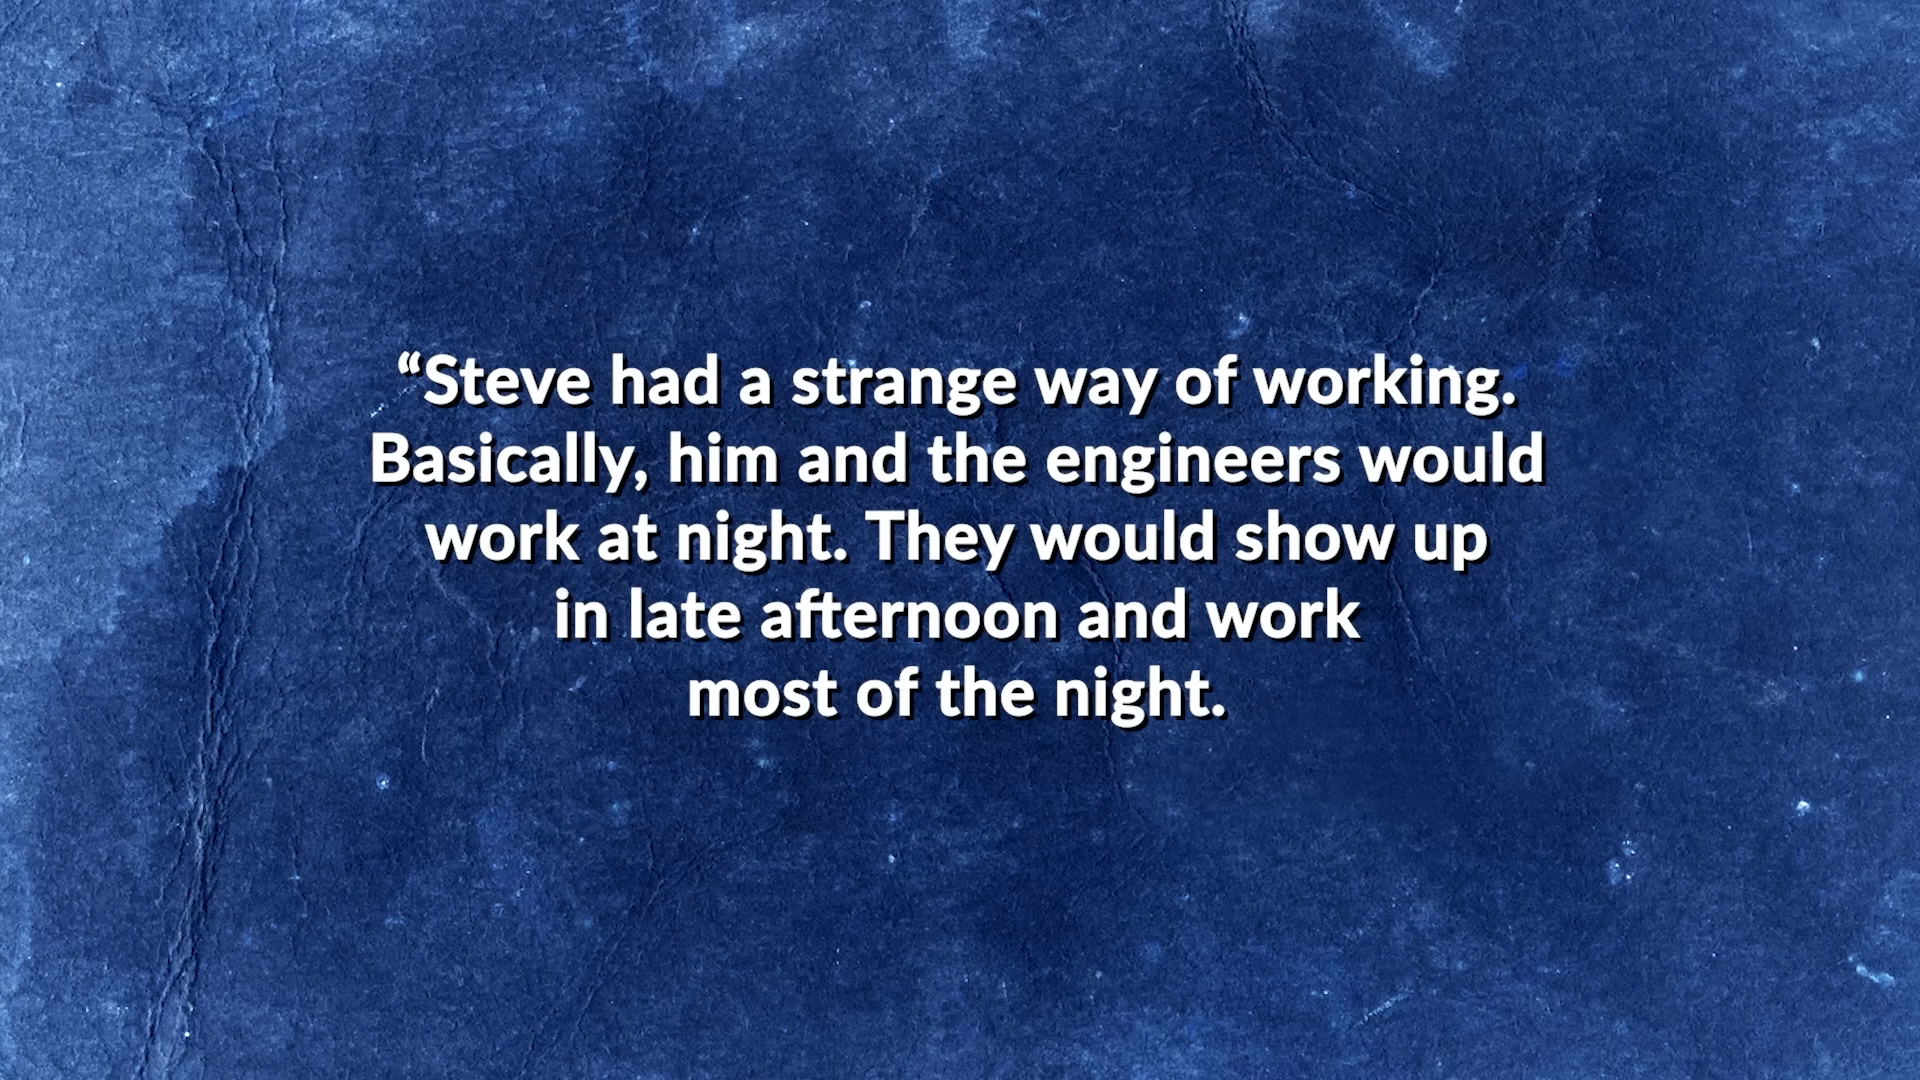 “Steve had a strange way of working.
Basically, him and the engineers would
work at night. They would show up
in late afternoon and work
most of the night.